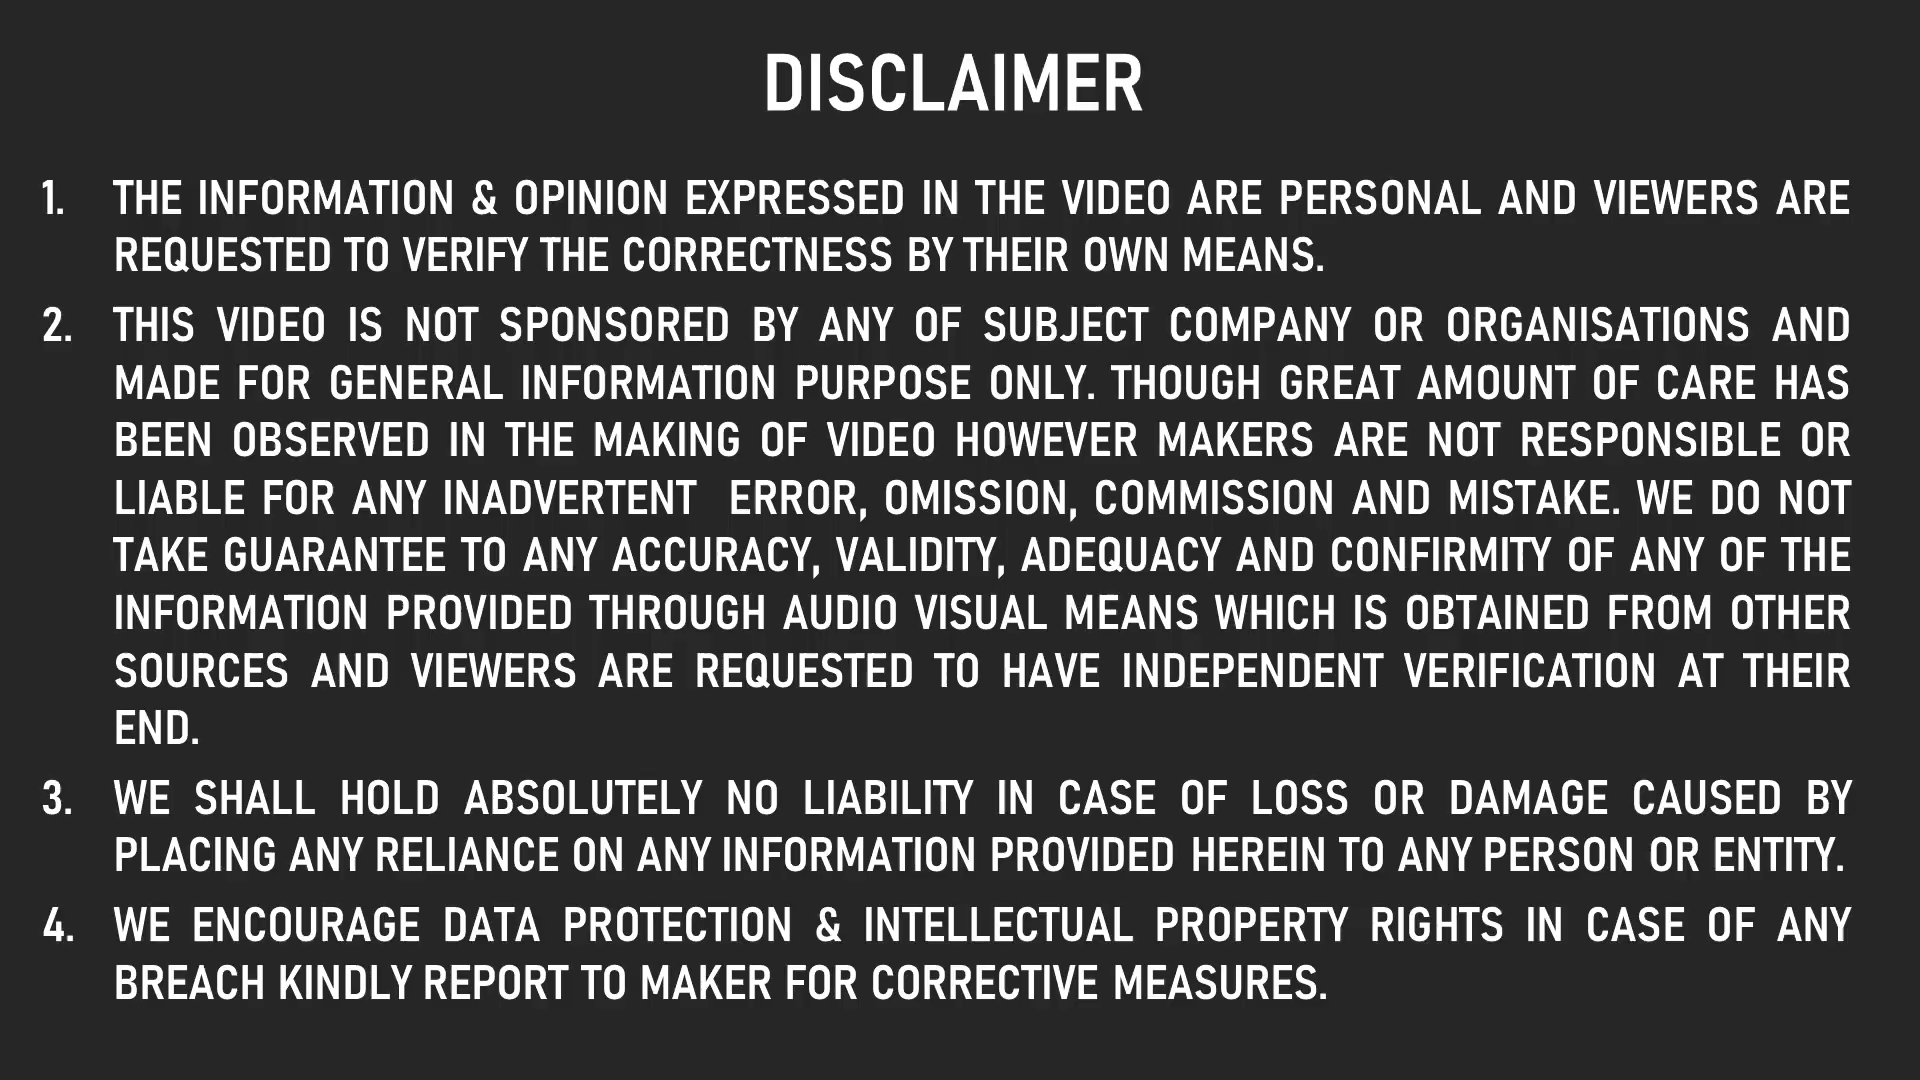 DISCLAIMER
1. THE INFORMATION & OPINION EXPRESSED IN THE VIDEO ARE PERSONAL AND VIEWERS ARE
REQUESTED TO VERIFY THE CORRECTNESS BY THEIR OWN MEANS.
2. THIS VIDEO IS NOT SPONSORED BY ANY OF SUBJECT COMPANY OR ORGANISATIONS AND
MADE FOR GENERAL INFORMATION PURPOSE ONLY. THOUGH GREAT AMOUNT OF CARE HAS
BEEN OBSERVED IN THE MAKING OF VIDEO HOWEVER MAKERS ARE NOT RESPONSIBLE OR
LIABLE FOR ANY INADVERTENT ERROR, OMISSION, COMMISSION AND MISTAKE. WE DO NOT
TAKE GUARANTEE TO ANY ACCURACY, VALIDITY, ADEQUACY AND CONFIRMITY OF ANY OF THE
INFORMATION PROVIDED THROUGH AUDIO VISUAL MEANS WHICH IS OBTAINED FROM OTHER
SOURCES AND VIEWERS ARE REQUESTED TO HAVE INDEPENDENT VERIFICATION AT THEIR
END.
3. WE SHALL HOLD ABSOLUTELY NO LIABILITY IN CASE OF LOSS OR DAMAGE CAUSED BY
PLACING ANY RELIANCE ON ANY INFORMATION PROVIDED HEREIN TO ANY PERSON OR ENTITY.
4. WE ENCOURAGE DATA PROTECTION & INTELLECTUAL PROPERTY RIGHTS IN CASE OF ANY
BREACH KINDLY REPORT TO MAKER FOR CORRECTIVE MEASURES.